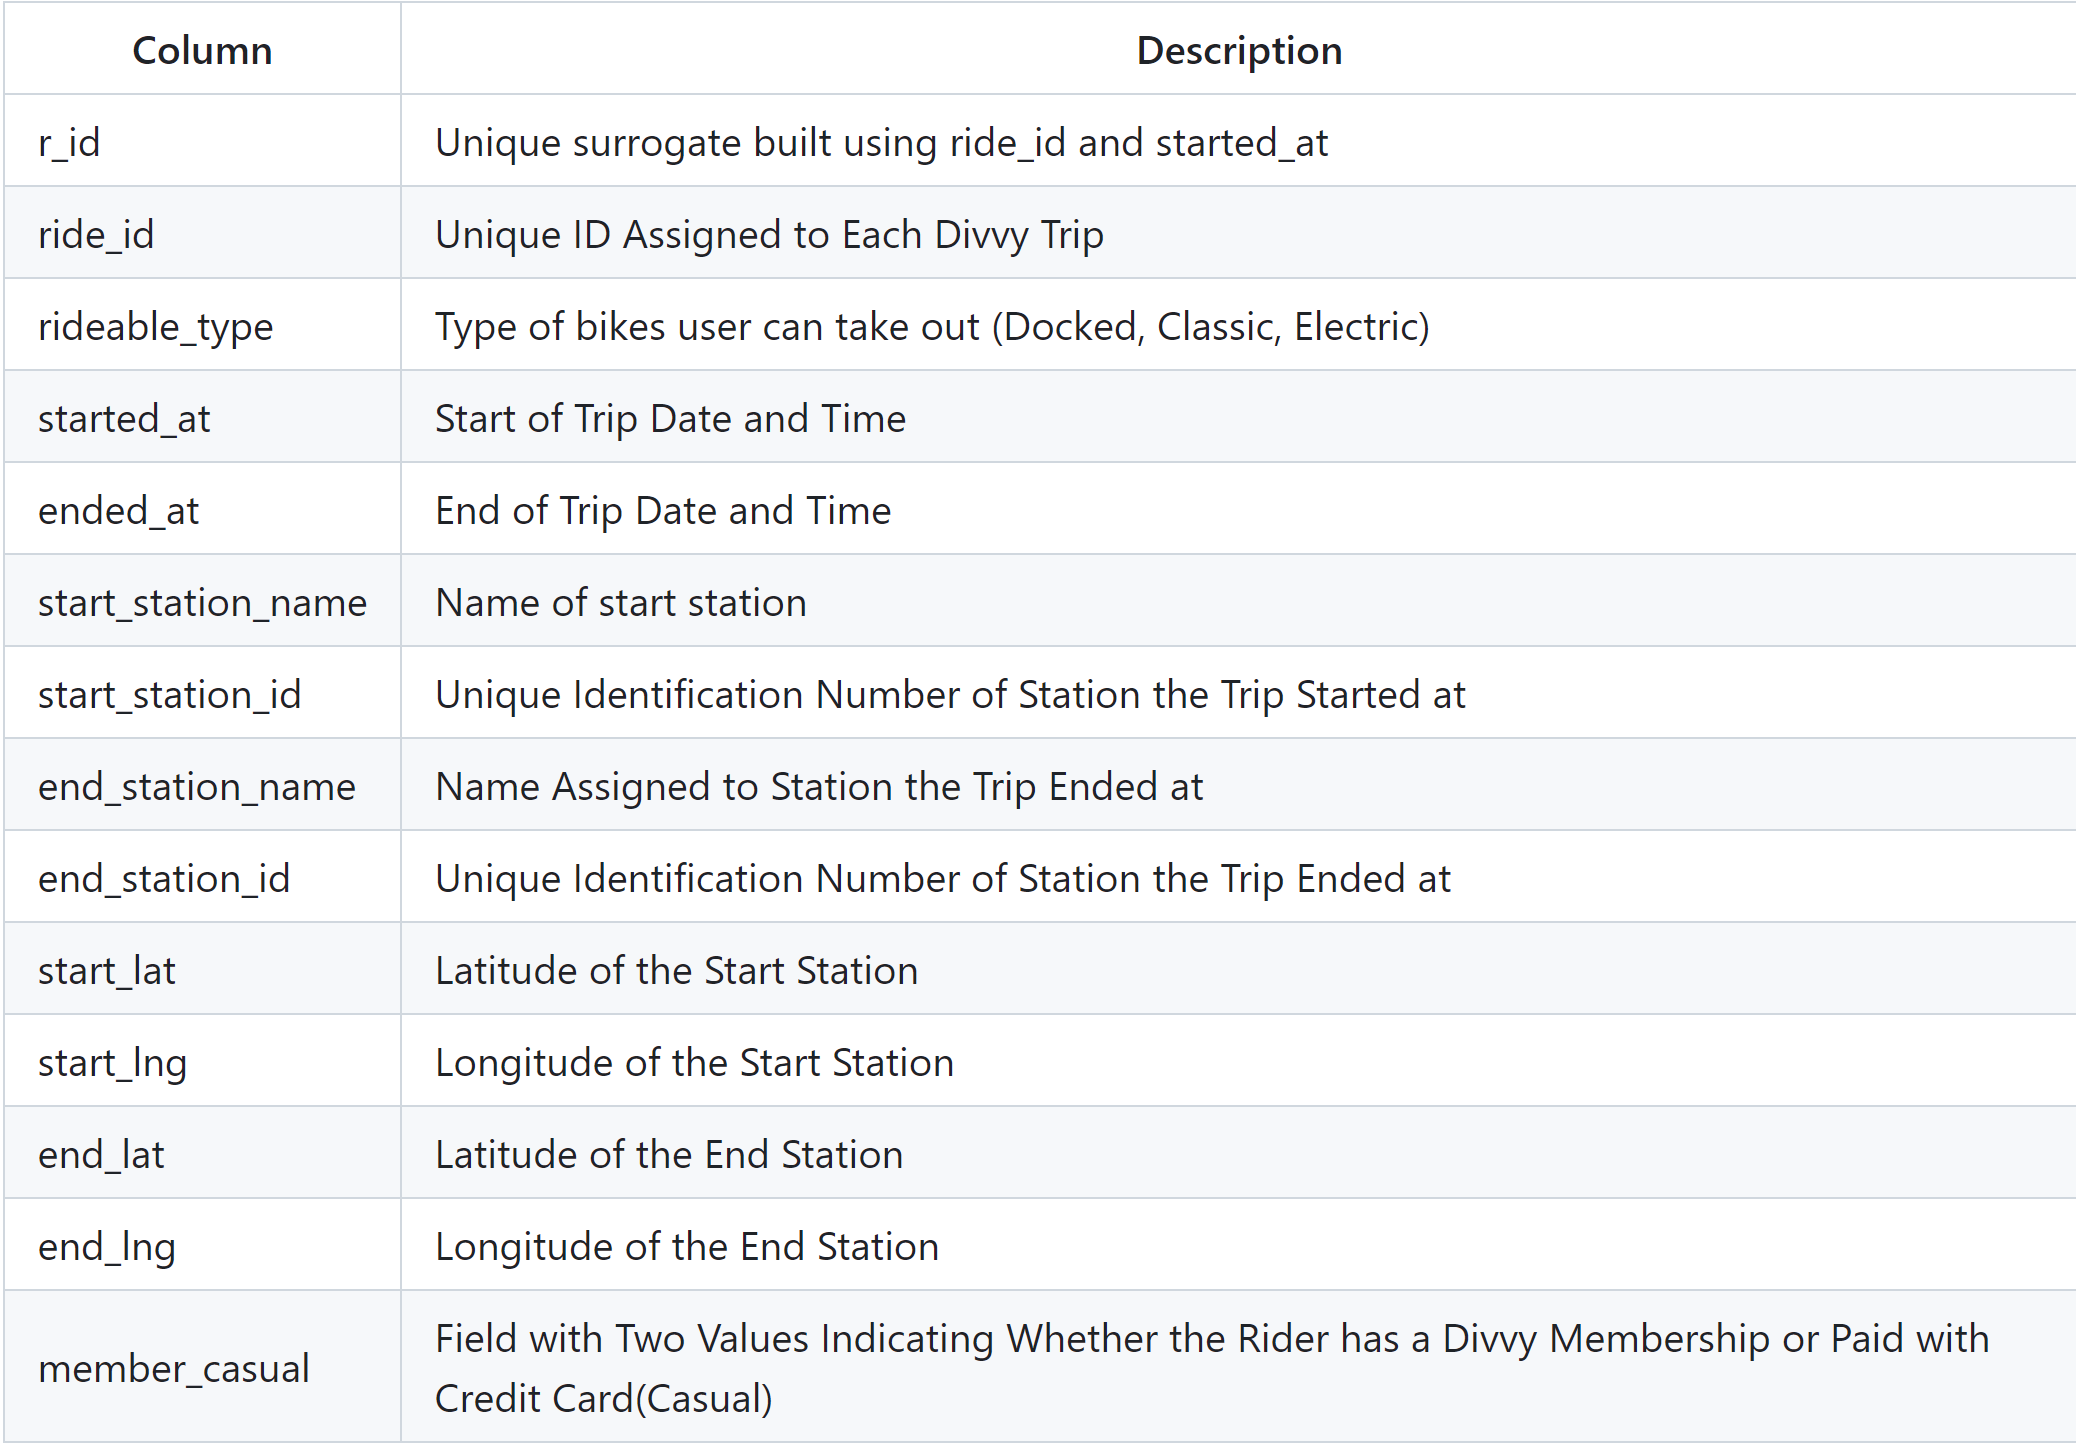 Column Description
r_id Unique surrogate built using ride_id and started_at
ride_id Unique ID Assigned to Each Divvy Trip
rideable_type Type of bikes user can take out (Docked, Classic, Electric)
started_at Start of Trip Date and Time
ended_at End of Trip Date and Time
start_station_name Name of start station
start_station_id Unique Identification Number of Station the Trip Started at
end_station_name Name Assigned to Station the Trip Ended at
end_station_id Unique Identification Number of Station the Trip Ended at
start_lat Latitude of the Start Station
start_lng Longitude of the Start Station
end_lat Latitude of the End Station
end_lng Longitude of the End Station
member_casual Field with Two Values Indicating Whether the Rider has a Divvy Membership or Paid with
Credit Card(Casual)